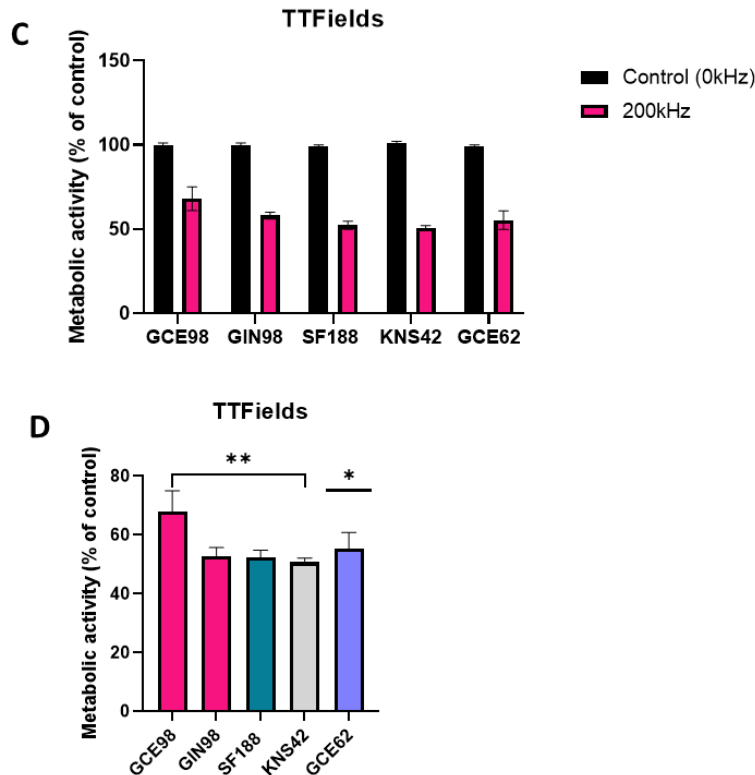 C
TTFields
Metabolic activity (% of control)
150
100
50
0
GCE98 GIN98 SF188 KNS42 GCE62
Control (0kHz)
200kHz
D
TTFields
Metabolic activity (% of control)
80
60
40
20
0
** *
GCE98 GIN98 SF188 KNS42 GCE62